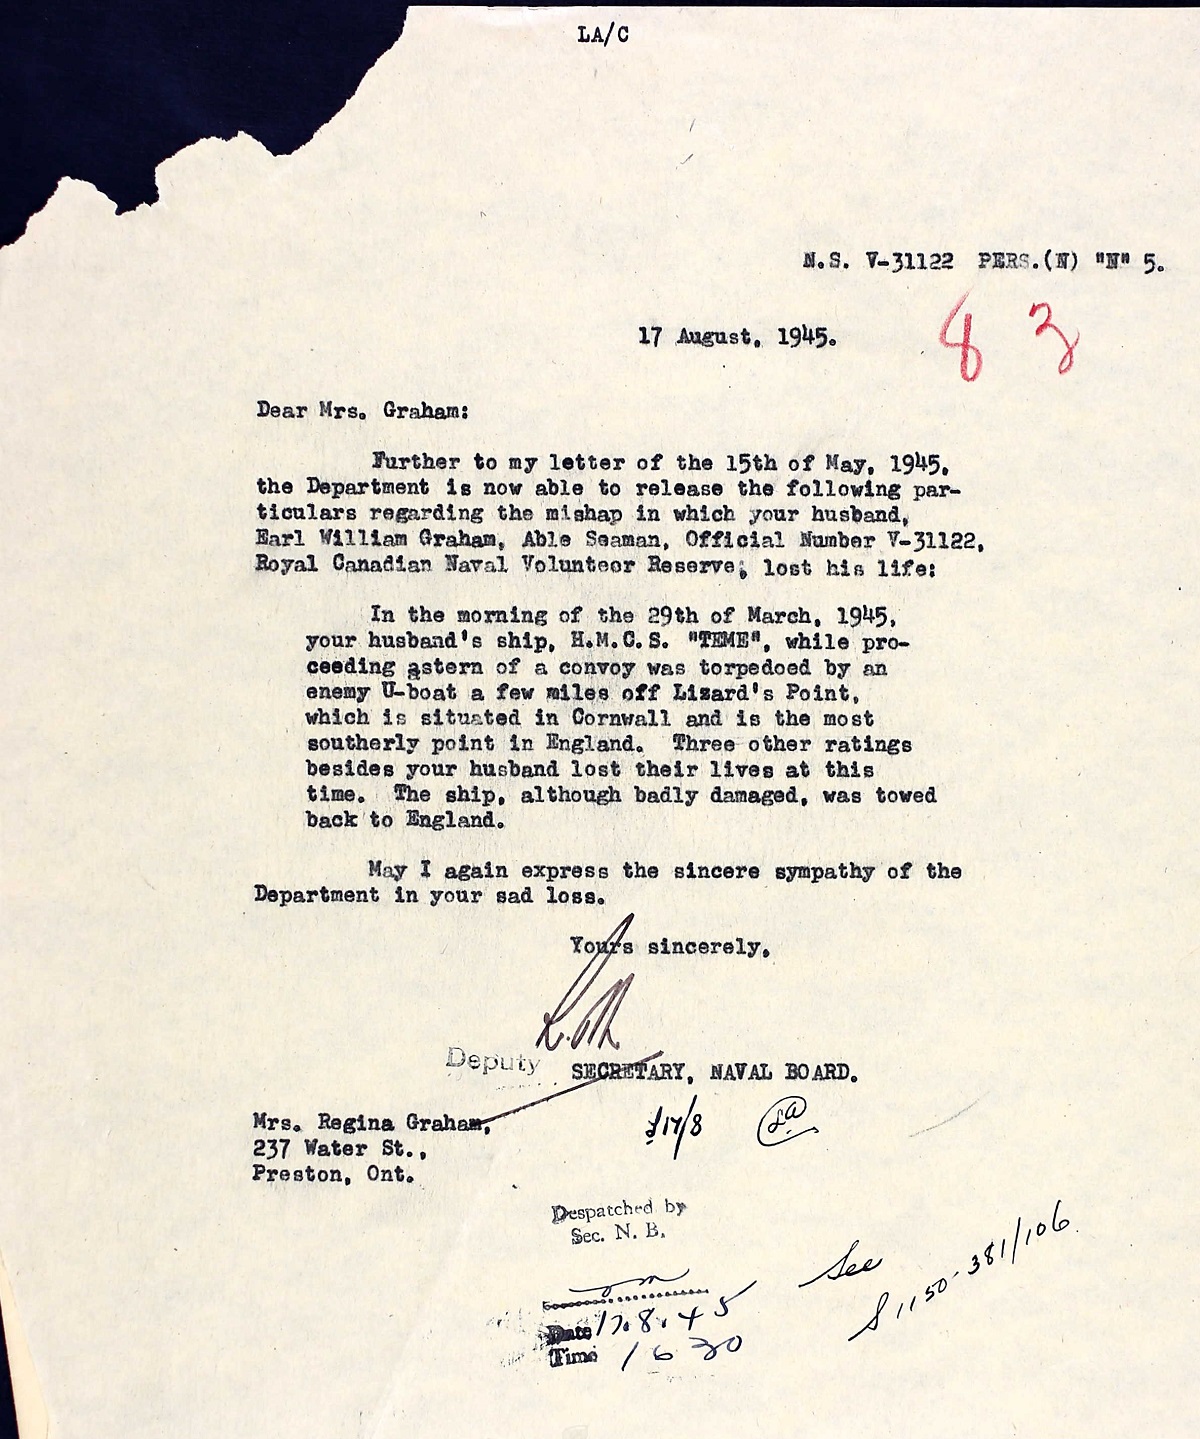 LA/C
N.S. V-31122 PERS.(N) "N" 5.
17 August, 1945.
8 3
Dear Mrs. Graham:
Further to my letter of the 15th of May, 1945,
the Department is now able to release the following par-
ticulars regarding the mishap in which your husband,
Earl William Graham, Able Seaman, Official Number V-31122,
Royal Canadian Naval Volunteer Reserve, lost his life:
In the morning of the 29th of March, 1945,
your husband's ship, H.M.C.S. "TEME", while pro-
ceeding astern of a convoy was torpedoed by an
enemy U-boat a few miles off Lizard's Point,
which is situated in Cornwall and is the most
southerly point in England. Three other ratings
besides your husband lost their lives at this
time. The ship, although badly damaged, was towed
back to England.
May I again express the sincere sympathy of the
Department in your sad loss.
Yours sincerely,
Deputy SECRETARY, NAVAL BOARD.
Mrs. Regina Graham,
17/8
237 Water St.,
Preston, Ont.
Despatched by
Sec. N. B.
See
S1150-381/106
Date 17.8.45
Time 1630